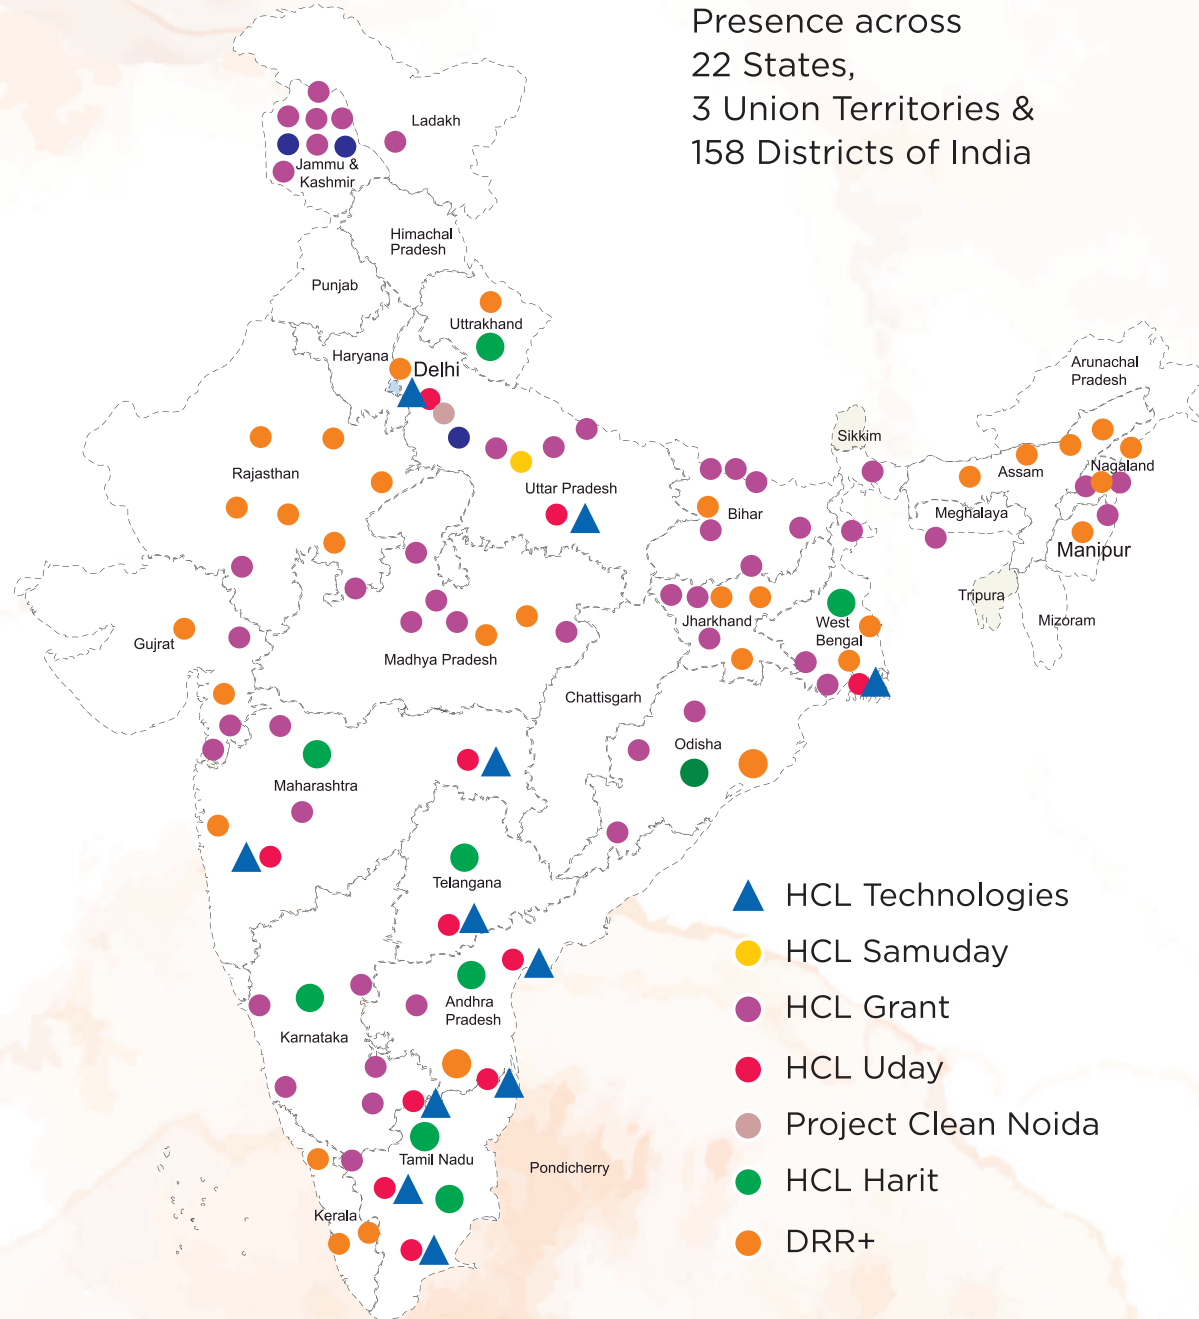 Presence across
22 States,
3 Union Territories &
158 Districts of India
Ladakh
Jammu &
Kashmir
Himachal
Pradesh
Punjab
Uttrakhand
Haryana
Delhi
Arunachal
Pradesh
Sikkim
Rajasthan
Assam
Nagaland
Uttar Pradesh
Bihar
Meghalaya
Manipur
Tripura
Mizoram
Gujrat
Jharkhand
West
Bengal
Madhya Pradesh
Chattisgarh
Odisha
Maharashtra
Telangana
Andhra
Pradesh
Karnataka
Tamil Nadu
Pondicherry
Kerala
HCL Technologies
HCL Samuday
HCL Grant
HCL Uday
Project Clean Noida
HCL Harit
DRR+